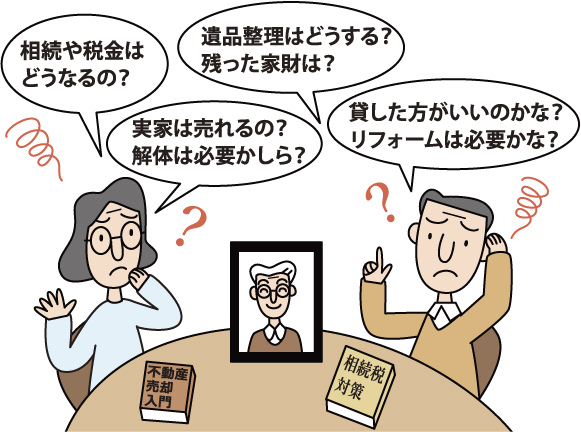 相続や税金は
どうなるの？
遺品整理はどうする？
残った家財は？
実家は売れるの？
解体は必要かしら？
貸した方がいいのかな？
リフォームは必要かな？
?
?
不動産
売却
入門
相続税
対策